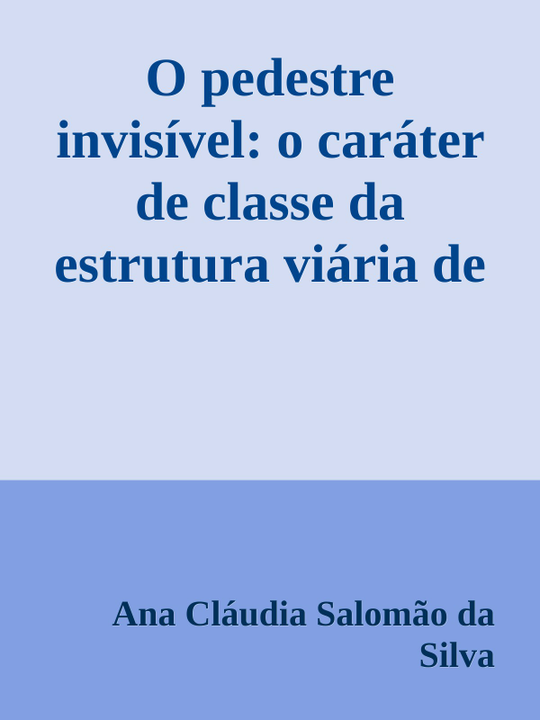 O pedestre
invisível: o caráter
de classe da
estrutura viária de
Ana Cláudia Salomão da
Silva